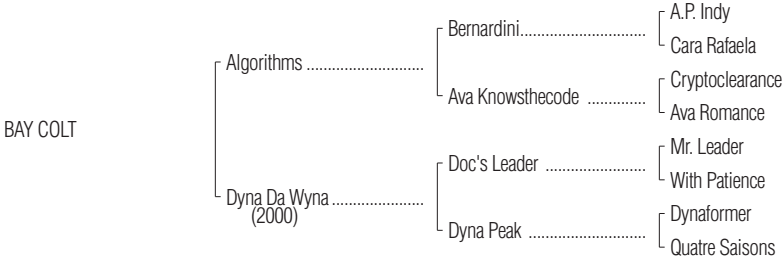 A.P. Indy
Bernardini..............................
Cara Rafaela
Algorithms ............................
Cryptoclearance
Ava Knowsthecode ..............
Ava Romance
BAY COLT
Mr. Leader
Doc's Leader ........................
With Patience
Dyna Da Wyna ......................
(2000)
Dynaformer
Dyna Peak ............................
Quatre Saisons